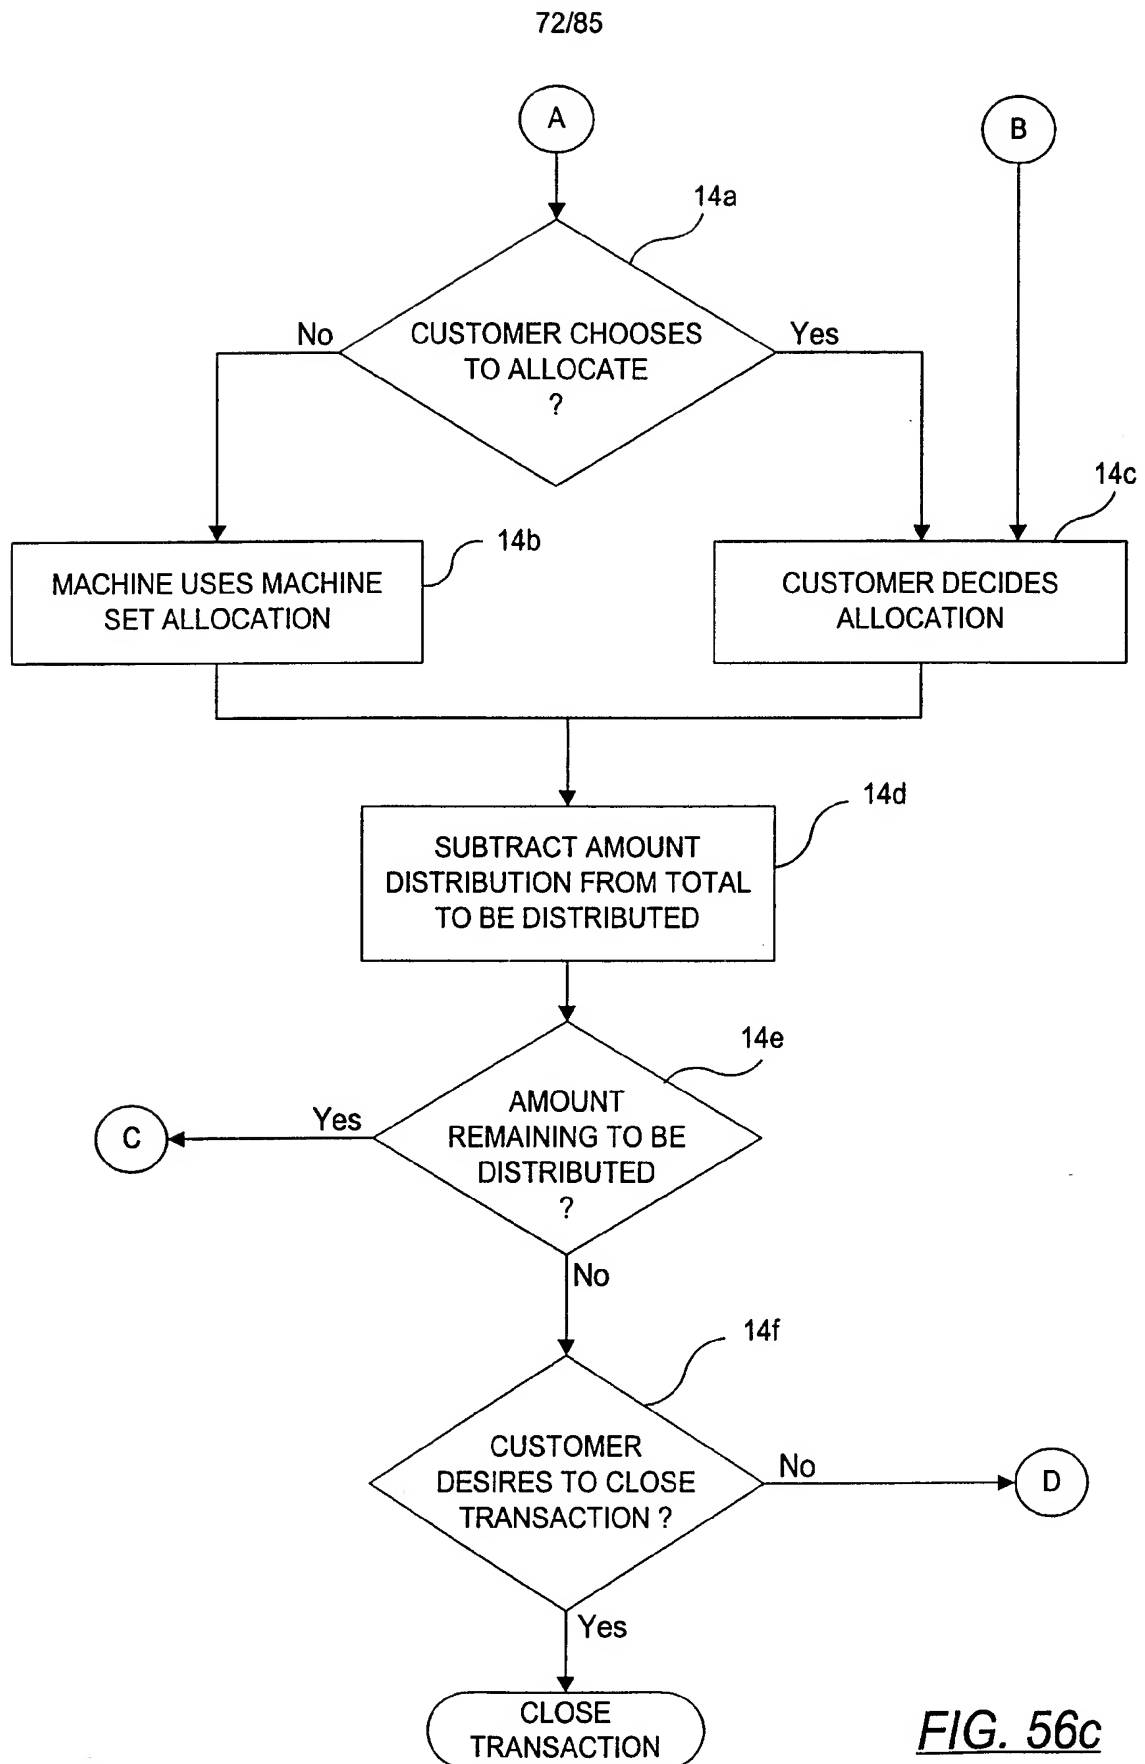 72/85
A
B
14a
No
CUSTOMER CHOOSES
TO ALLOCATE
?
Yes
14c
14b
MACHINE USES MACHINE
SET ALLOCATION
CUSTOMER DECIDES
ALLOCATION
14d
SUBTRACT AMOUNT
DISTRIBUTION FROM TOTAL
TO BE DISTRIBUTED
14e
C
Yes
AMOUNT
REMAINING TO BE
DISTRIBUTED
?
No
14f
CUSTOMER
DESIRES TO CLOSE
TRANSACTION ?
No
D
Yes
CLOSE
TRANSACTION
FIG. 56c